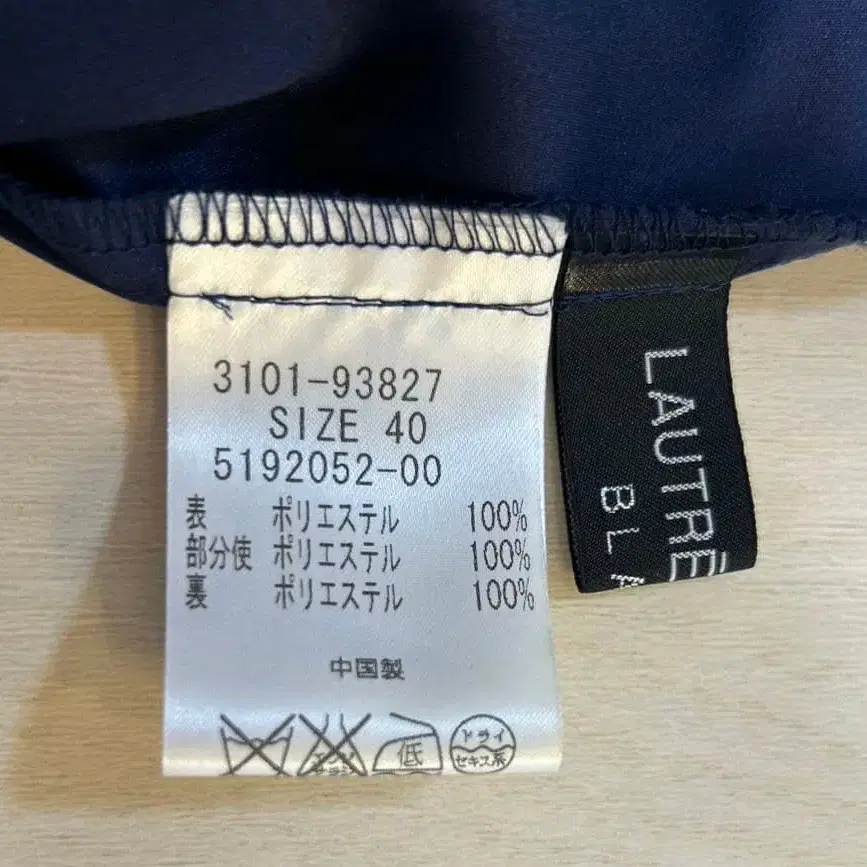 3101-93827
SIZE 40
5192052-00
表 ポリエステル 100%
部分使 ポリエステル 100%
裏 ポリエステル 100%
中国製
低
ドライ
セキユ系
LAUTRE
BL